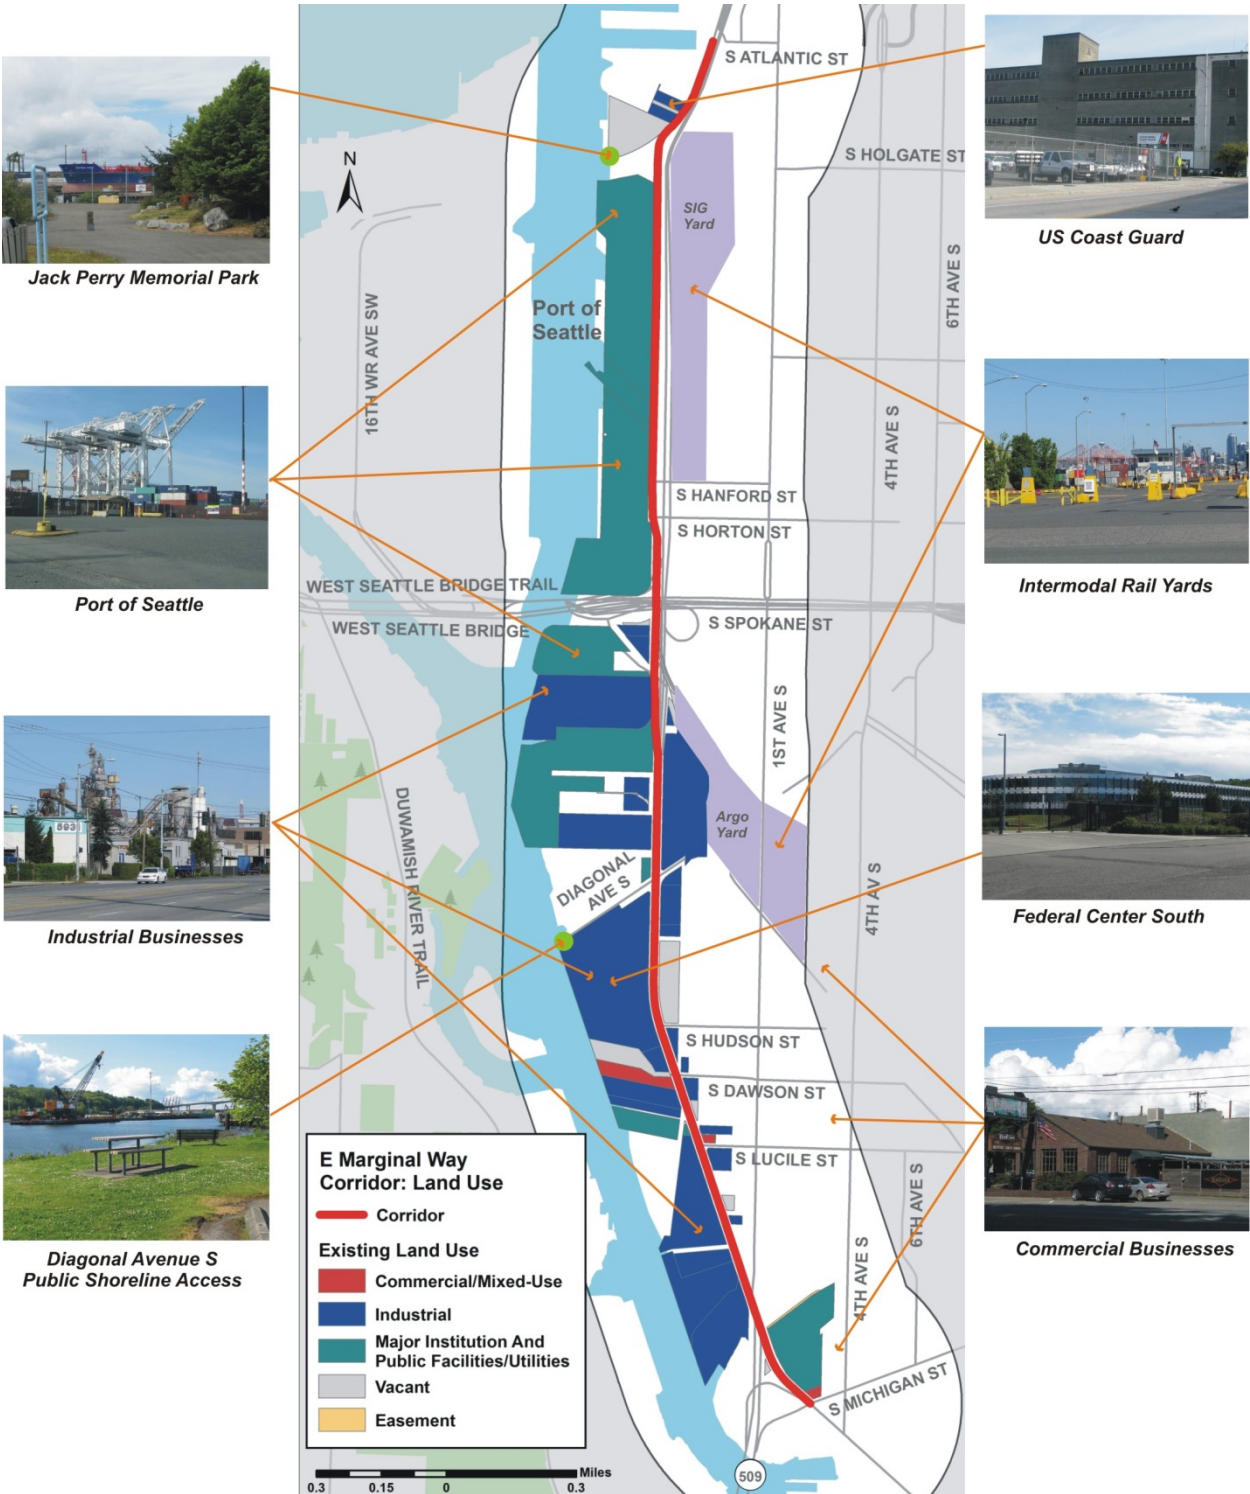 S ATLANTIC ST
Jack Perry Memorial Park
US Coast Guard
N
S HOLGATE ST
SIG
Yard
6TH AVE S
16TH WR AVE SW
Port of
Seattle
4TH AVE S
Port of Seattle
S HANFORD ST
S HORTON ST
Intermodal Rail Yards
WEST SEATTLE BRIDGE TRAIL
WEST SEATTLE BRIDGE
S SPOKANE ST
1ST AVE S
593
Industrial Businesses
DUWAMISH RIVER TRAIL
Argo
Yard
DIAGONAL
AVE S
4TH AV S
Federal Center South
S HUDSON ST
S DAWSON ST
S LUCILE ST
6TH AVE S
4TH AVE S
Commercial Businesses
Diagonal Avenue S
Public Shoreline Access
S MICHIGAN ST
509
E Marginal Way
Corridor: Land Use
Corridor
Existing Land Use
Commercial/Mixed-Use
Industrial
Major Institution And
Public Facilities/Utilities
Vacant
Easement
Miles
0.3 0.15 0 0.3